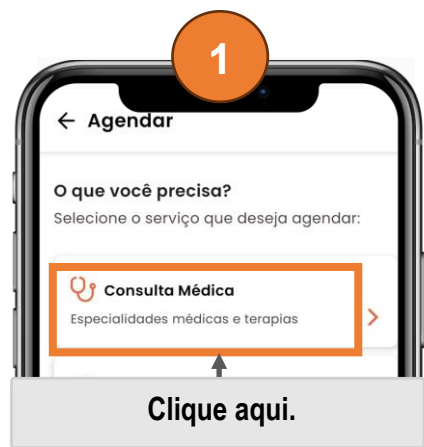 1
← Agendar
O que você precisa?
Selecione o serviço que deseja agendar:
Consulta Médica
Especialidades médicas e terapias
Clique aqui.